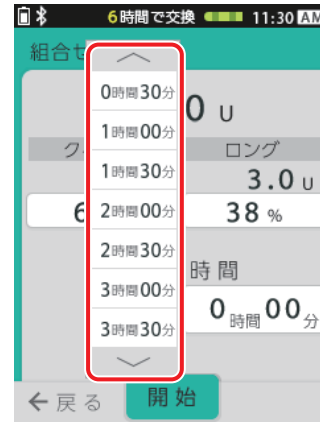 6時間で交換 11:30 AM
組合せ
0 U
ク ロング
3.0 U
6 38 %
時間
0時間00分
0時間30分
1時間00分
1時間30分
2時間00分
2時間30分
3時間00分
3時間30分
←戻る 開始